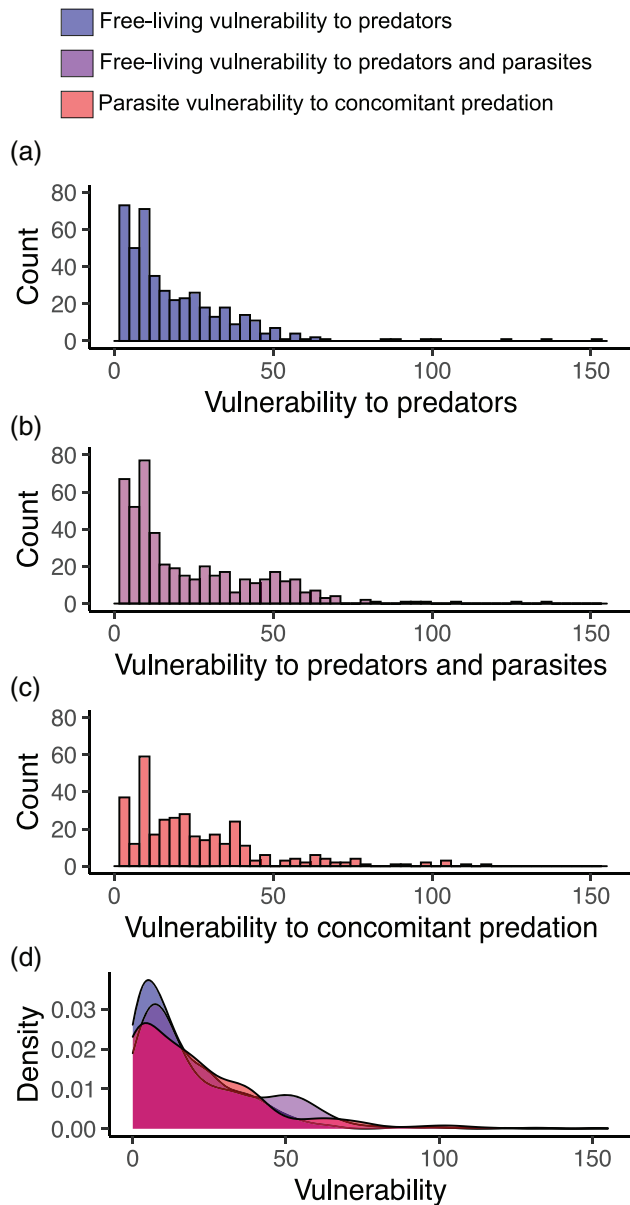 Free-living vulnerability to predators
Free-living vulnerability to predators and parasites
Parasite vulnerability to concomitant predation
(a)
80
60
40
20
0
Count
0 50 100 150
Vulnerability to predators
(b)
80
60
40
20
0
Count
0 50 100 150
Vulnerability to predators and parasites
(c)
80
60
40
20
0
Count
0 50 100 150
Vulnerability to concomitant predation
(d)
0.03
0.02
0.01
0.00
Density
0 50 100 150
Vulnerability